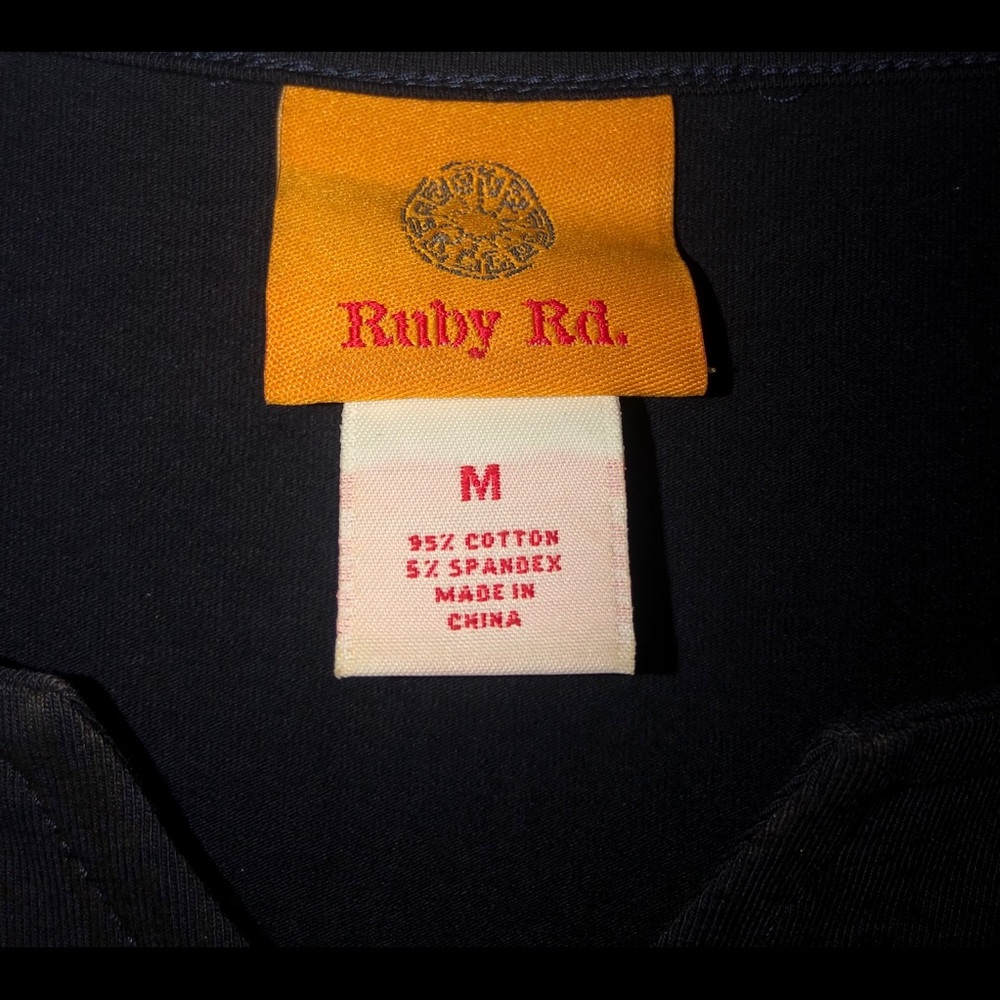 Ruby Rd.
M
95% COTTON
5% SPANDEX
MADE IN
CHINA